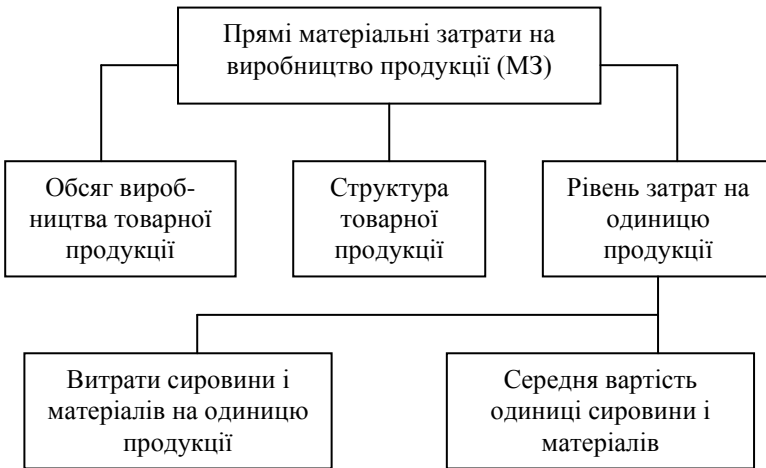 Прямі матеріальні затрати на
виробництво продукції (МЗ)
Обсяг вироб-
ництва товарної
продукції
Структура
товарної
продукції
Рівень затрат на
одиницю
продукції
Витрати сировини і
матеріалів на одиницю
продукції
Середня вартість
одиниці сировини і
матеріалів